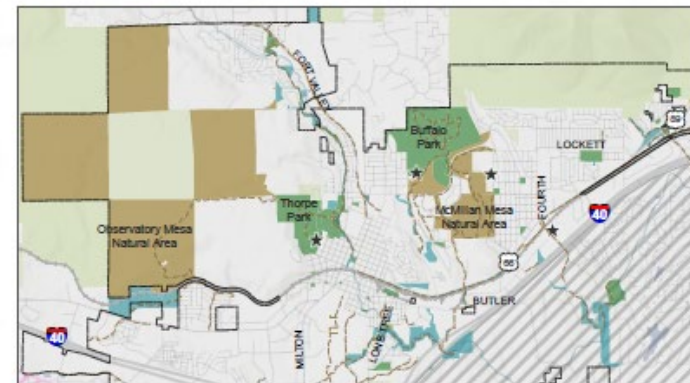 FORT VALLEY
89
Buffalo
Park
LOCKETT
Thorpe
Park
McMillan Mesa
Natural Area
FOURTH
40
Observatory Mesa
Natural Area
66
BUTLER
40
MILTON
LONE TREE